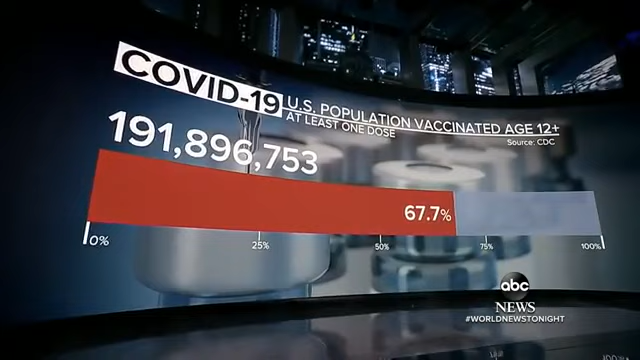 COVID-19
U.S. POPULATION VACCINATED AGE 12+
AT LEAST ONE DOSE
Source: CDC
191,896,753
67.7%
0%
25%
50%
75%
100%
abc
NEWS
#WORLDNEWSTONIGHT
100%